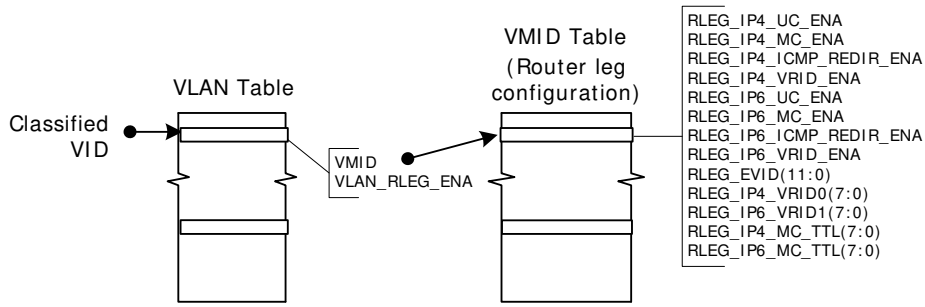 Classified
VID
VLAN Table
VMID
VLAN_RLEG_ENA
VMID Table
(Router leg
configuration)
RLEG_IP4_UC_ENA
RLEG_IP4_MC_ENA
RLEG_IP4_ICMP_REDIR_ENA
RLEG_IP4_VRID_ENA
RLEG_IP6_UC_ENA
RLEG_IP6_MC_ENA
RLEG_IP6_ICMP_REDIR_ENA
RLEG_IP6_VRID_ENA
RLEG_EVID(11:0)
RLEG_IP4_VRID0(7:0)
RLEG_IP6_VRID1(7:0)
RLEG_IP4_MC_TTL(7:0)
RLEG_IP6_MC_TTL(7:0)